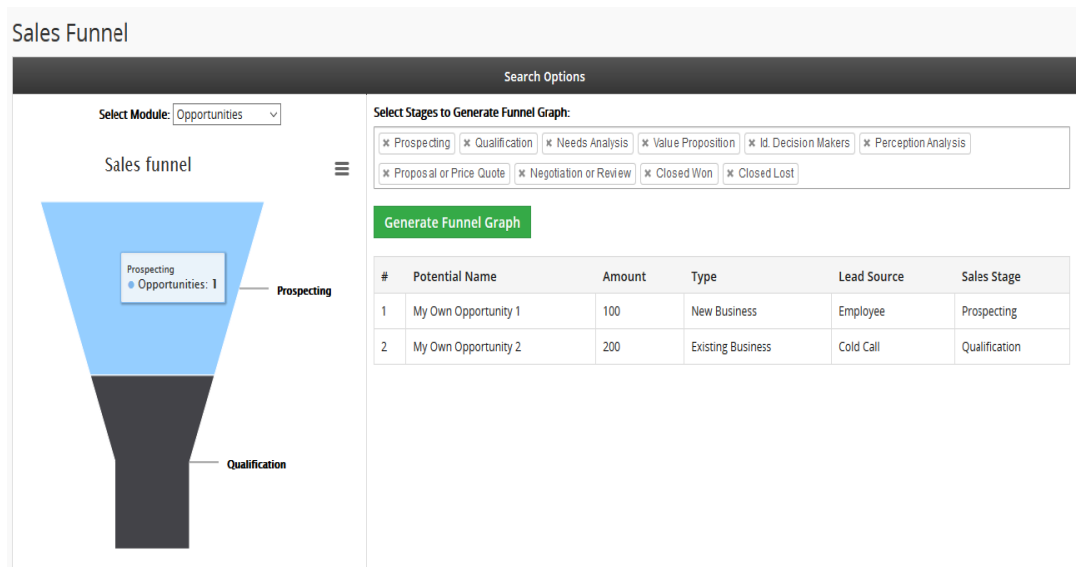 Sales Funnel
Search Options
Select Module: Opportunities
Sales funnel
Prospecting
Opportunities: 1
Prospecting
Qualification
Select Stages to Generate Funnel Graph:
× Prospecting × Qualification × Needs Analysis × Value Proposition × Id. Decision Makers × Perception Analysis
× Proposal or Price Quote × Negotiation or Review × Closed Won × Closed Lost
Generate Funnel Graph
# Potential Name Amount Type Lead Source Sales Stage
1 My Own Opportunity 1 100 New Business Employee Prospecting
2 My Own Opportunity 2 200 Existing Business Cold Call Qualification